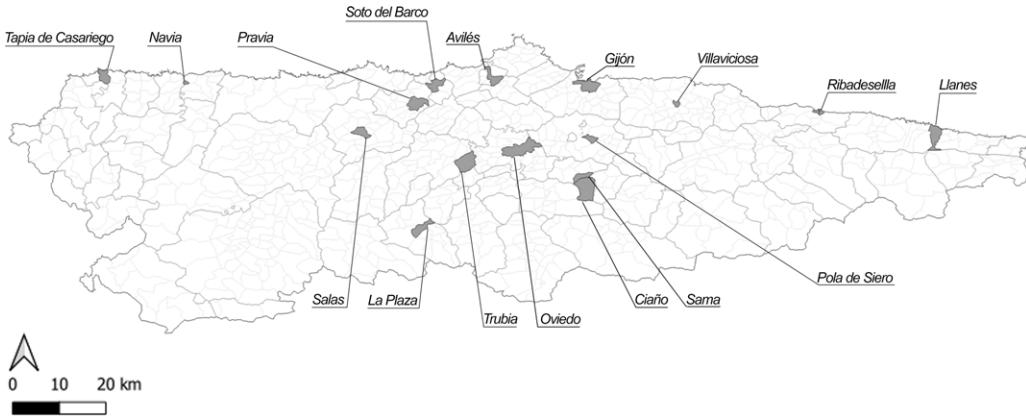 Soto del Barco
Tapia de Casariego
Navia
Pravia
Avilés
Gijón
Villaviciosa
Ribadesellla
Llanes
Salas
La Plaza
Trubia
Oviedo
Ciaño
Sama
Pola de Siero
0 10 20 km